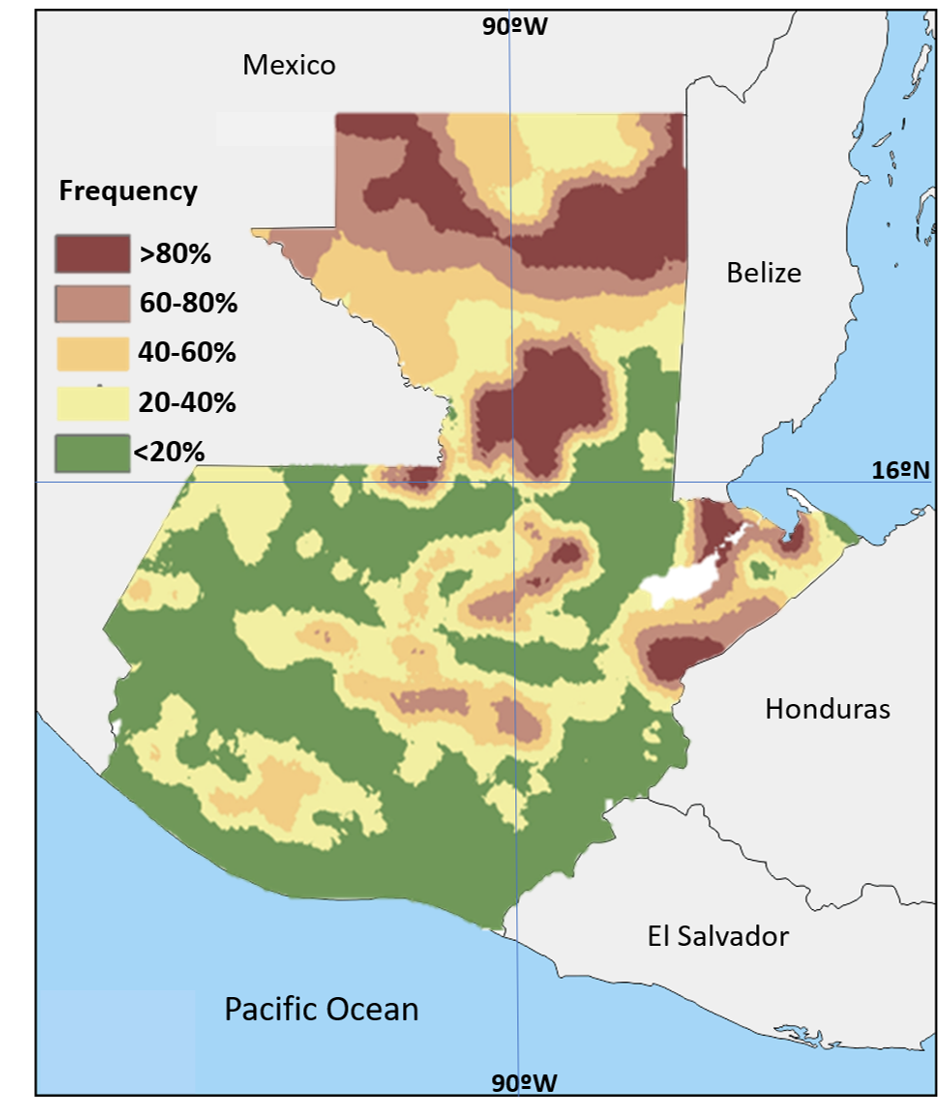 90ºW
Mexico
Frequency
>80%
60-80%
40-60%
20-40%
<20%
Belize
16ºN
Honduras
El Salvador
Pacific Ocean
90ºW